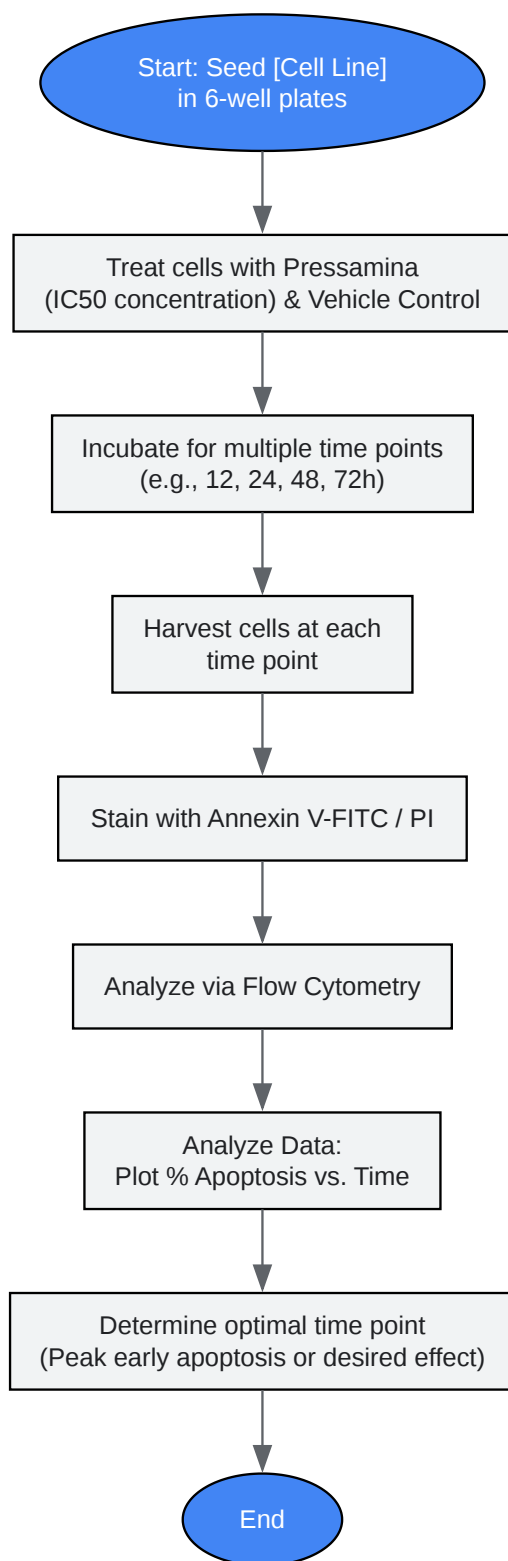 Start: Seed [Cell Line]
in 6-well plates
Treat cells with Pressamina
(IC50 concentration) & Vehicle Control
Incubate for multiple time points
(e.g., 12, 24, 48, 72h)
Harvest cells at each
time point
Stain with Annexin V-FITC / PI
Analyze via Flow Cytometry
Analyze Data:
Plot % Apoptosis vs. Time
Determine optimal time point
(Peak early apoptosis or desired effect)
End